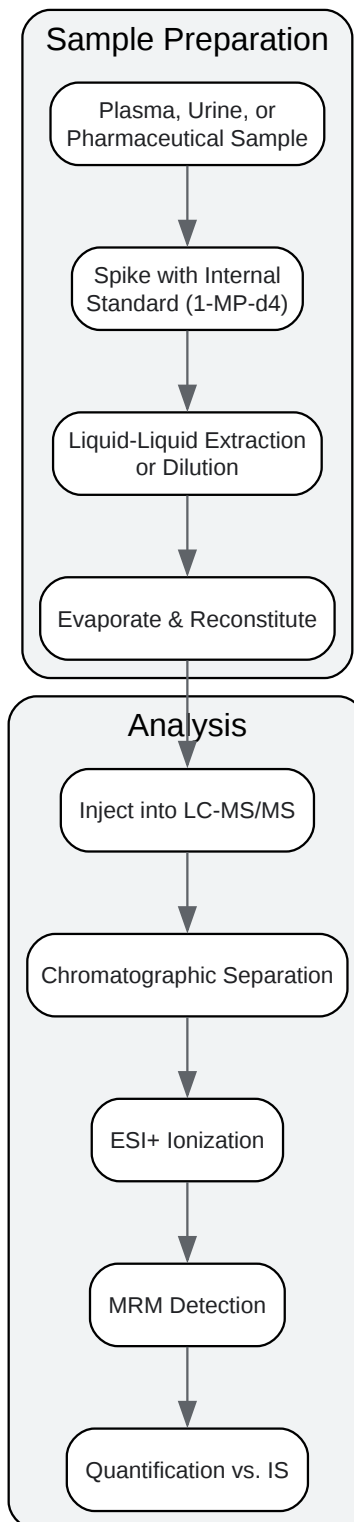 Sample Preparation
Plasma, Urine, or
Pharmaceutical Sample
Spike with Internal
Standard (1-MP-d4)
Liquid-Liquid Extraction
or Dilution
Evaporate & Reconstitute
Analysis
Inject into LC-MS/MS
Chromatographic Separation
ESI+ Ionization
MRM Detection
Quantification vs. IS